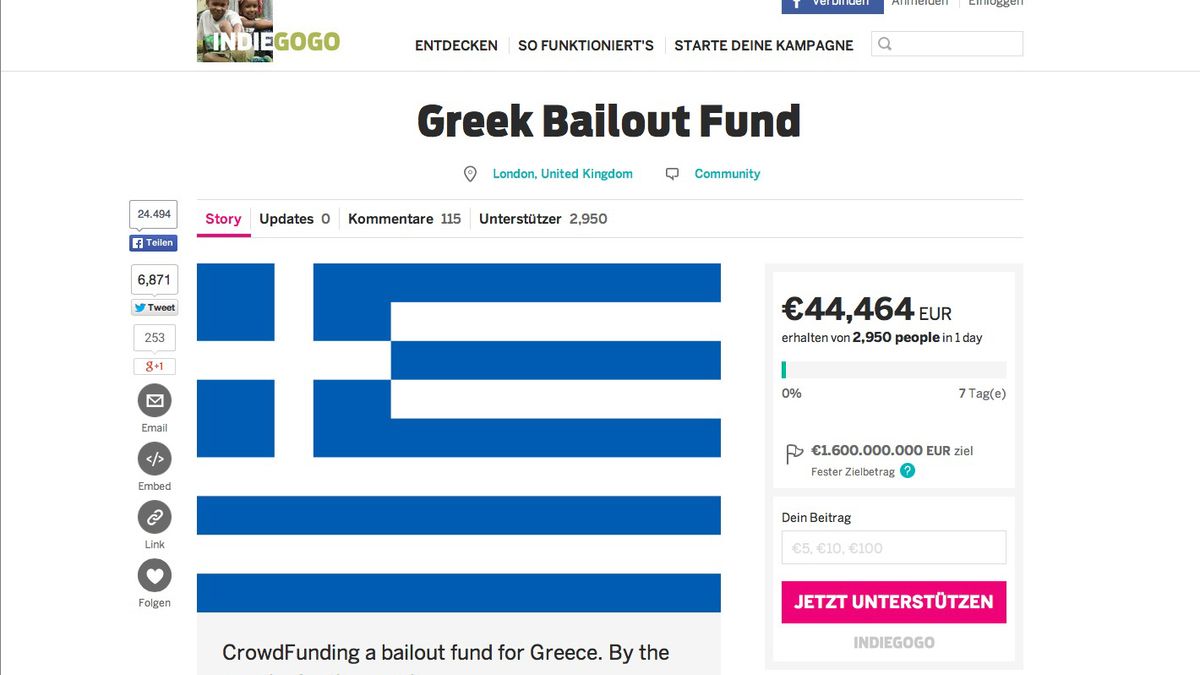 Verbinden
Anmelden
Einloggen
INDIEGOGO
ENTDECKEN
SO FUNKTIONIERT'S
STARTE DEINE KAMPAGNE
Greek Bailout Fund
London, United Kingdom
Community
24.494
Teilen
6,871
Tweet
253
g+1
Email
Embed
Link
Folgen
Story
Updates 0
Kommentare 115
Unterstützer 2,950
€44,464 EUR
erhalten von 2,950 people in 1 day
0%
7 Tag(e)
€1.600.000.000 EUR ziel
Fester Zielbetrag ?
Dein Beitrag
€5, €10, €100
JETZT UNTERSTÜTZEN
INDIEGOGO
CrowdFunding a bailout fund for Greece. By the